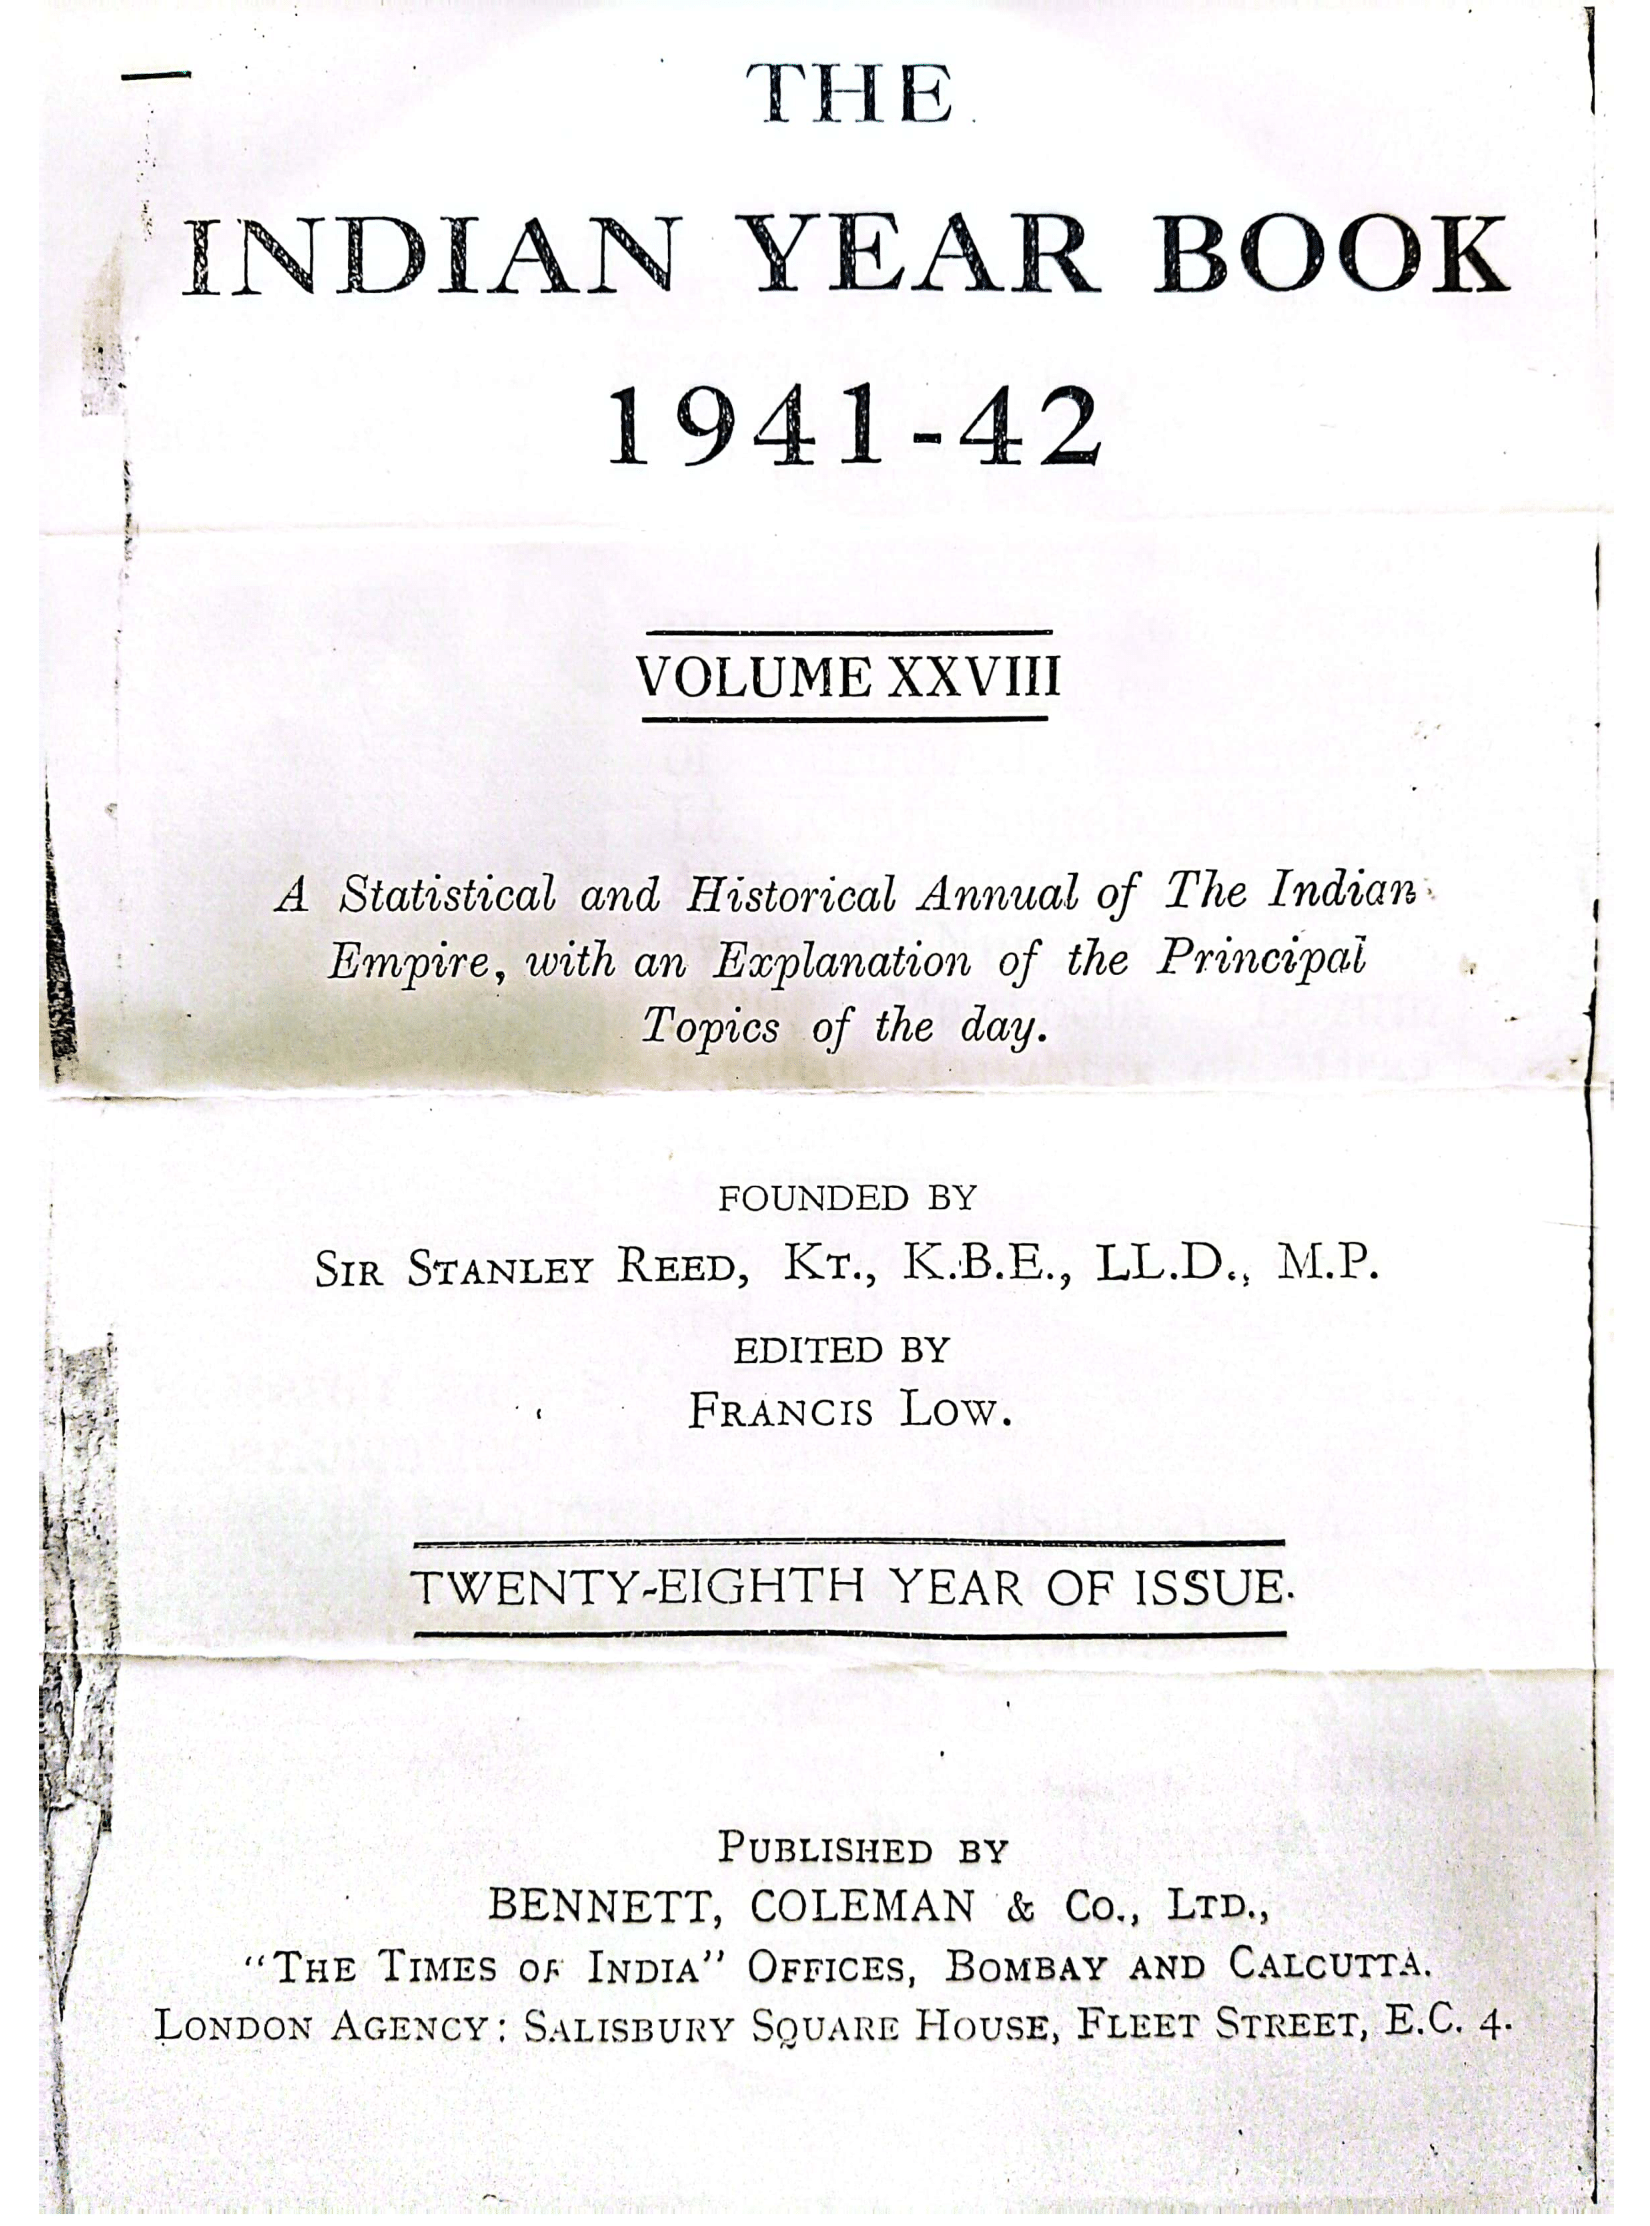 THE
INDIAN YEAR BOOK
1941-42
VOLUME XXVIII
A Statistical and Historical Annual of The Indian
Empire, with an Explanation of the Principal
Topics of the day.
FOUNDED BY
SIR STANLEY REED, KT., K.B.E., LL.D., M.P.
EDITED BY
FRANCIS LOW.
TWENTY-EIGHTH YEAR OF ISSUE.
PUBLISHED BY
BENNETT, COLEMAN & CO., LTD.,
"THE TIMES OF INDIA" OFFICES, BOMBAY AND CALCUTTA.
LONDON AGENCY: SALISBURY SQUARE HOUSE, FLEET STREET, E.C. 4.